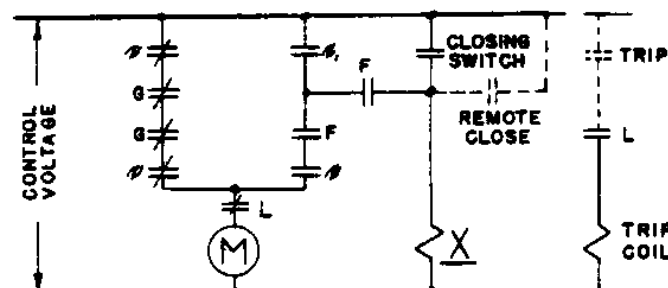 CONTROL VOLTAGE
G
G
L
M
F
F
CLOSING
SWITCH
REMOTE
CLOSE
X
TRIP
L
TRIP
COIL